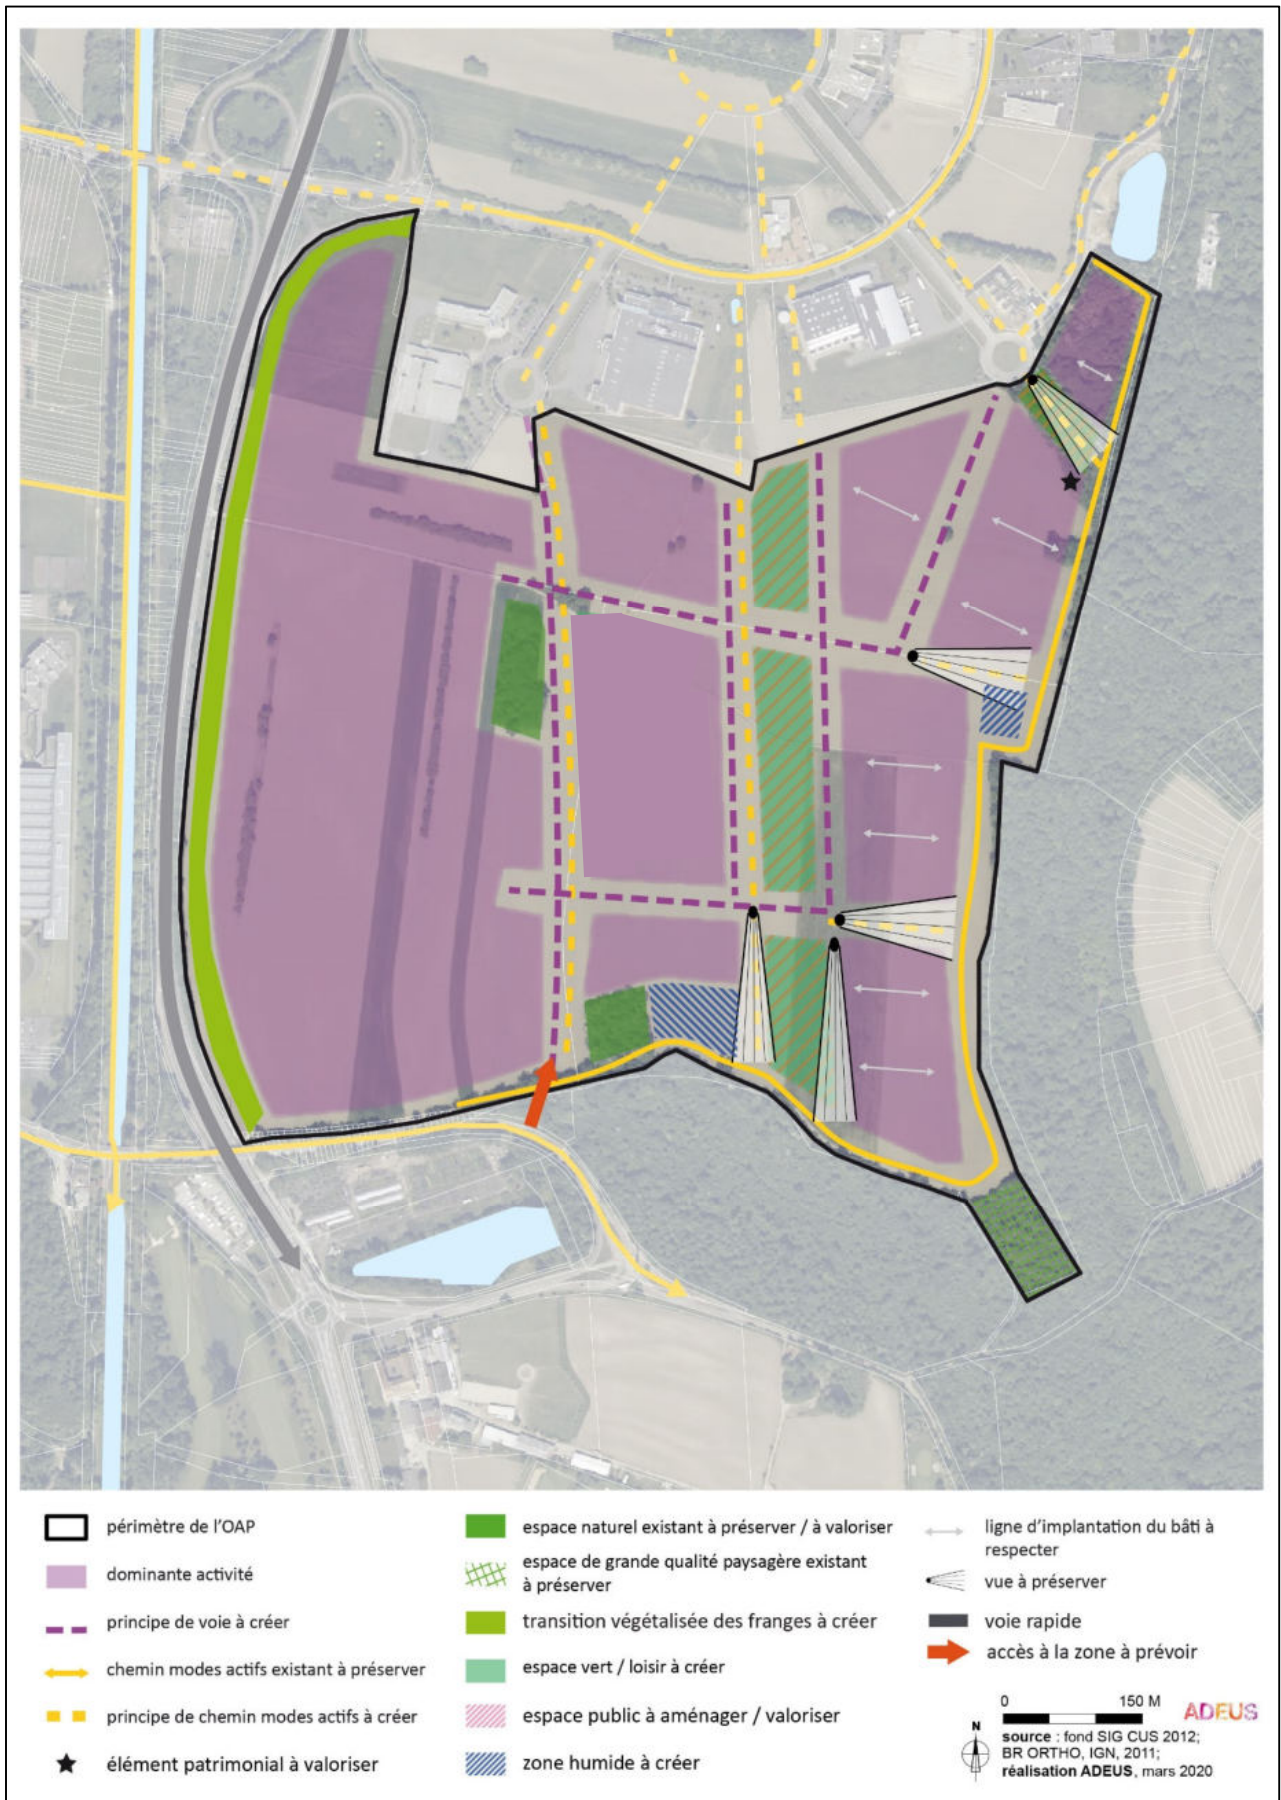 périmètre de l'OAP
dominante activité
principe de voie à créer
chemin modes actifs existant à préserver
principe de chemin modes actifs à créer
élément patrimonial à valoriser
espace naturel existant à préserver / à valoriser
espace de grande qualité paysagère existant
à préserver
transition végétalisée des franges à créer
espace vert / loisir à créer
espace public à aménager / valoriser
zone humide à créer
ligne d'implantation du bâti à
respecter
vue à préserver
voie rapide
accès à la zone à prévoir
0 150 M
ADEUS
N
source : fond SIG CUS 2012;
BR ORTHO, IGN, 2011;
réalisation ADEUS, mars 2020